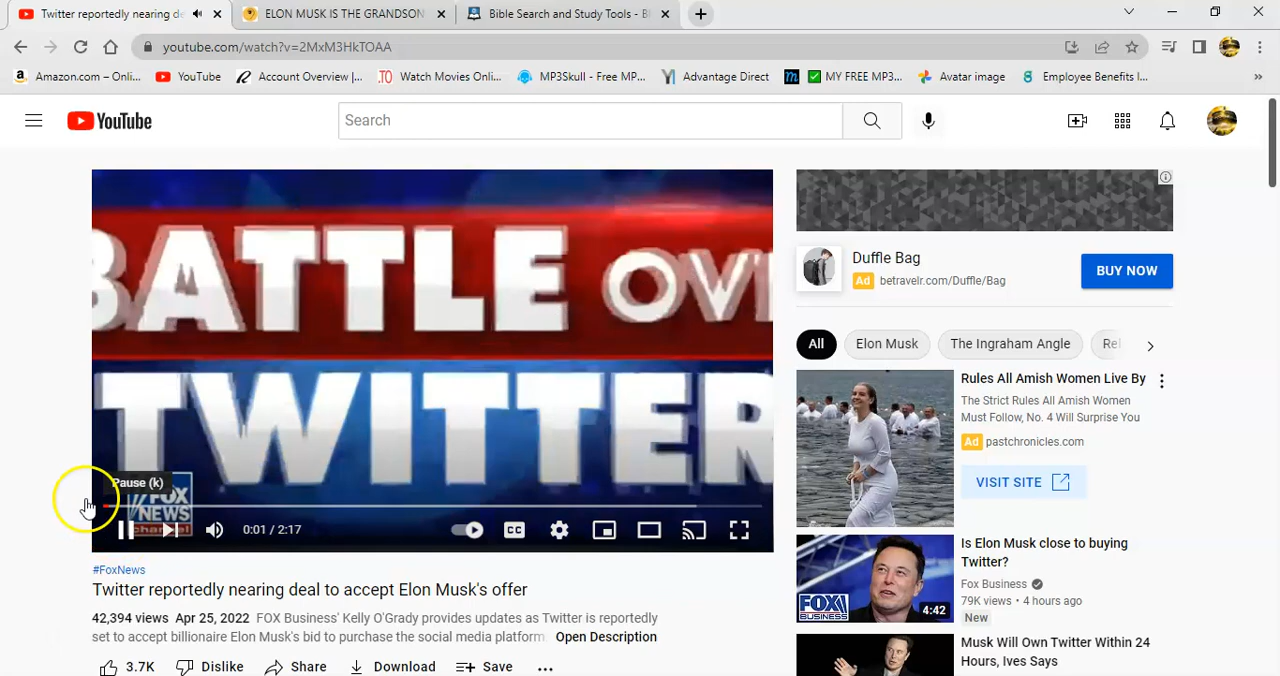 Twitter reportedly nearing de
ELON MUSK IS THE GRANDSON
Bible Search and Study Tools - Bl
youtube.com/watch?v=2MxM3HkTOAA
Amazon.com – Onli...
YouTube
Account Overview |...
Watch Movies Onli...
MP3Skull - Free MP...
Advantage Direct
MY FREE MP3...
Avatar image
Employee Benefits I...
YouTube
Search
BATTLE OV
TWITTER
Pause (k)
FOX
NEWS
channel
0:01 / 2:17
CC
#FoxNews
Twitter reportedly nearing deal to accept Elon Musk's offer
42,394 views Apr 25, 2022 FOX Business' Kelly O'Grady provides updates as Twitter is reportedly
set to accept billionaire Elon Musk's bid to purchase the social media platform. Open Description
3.7K Dislike Share Download Save
Duffle Bag
Ad betravelr.com/Duffle/Bag
BUY NOW
All Elon Musk The Ingraham Angle Rel
Rules All Amish Women Live By
The Strict Rules All Amish Women
Must Follow, No. 4 Will Surprise You
Ad pastchronicles.com
VISIT SITE
Is Elon Musk close to buying
Twitter?
Fox Business
79K views • 4 hours ago
New
FOX
BUSINESS
4:42
Musk Will Own Twitter Within 24
Hours, Ives Says